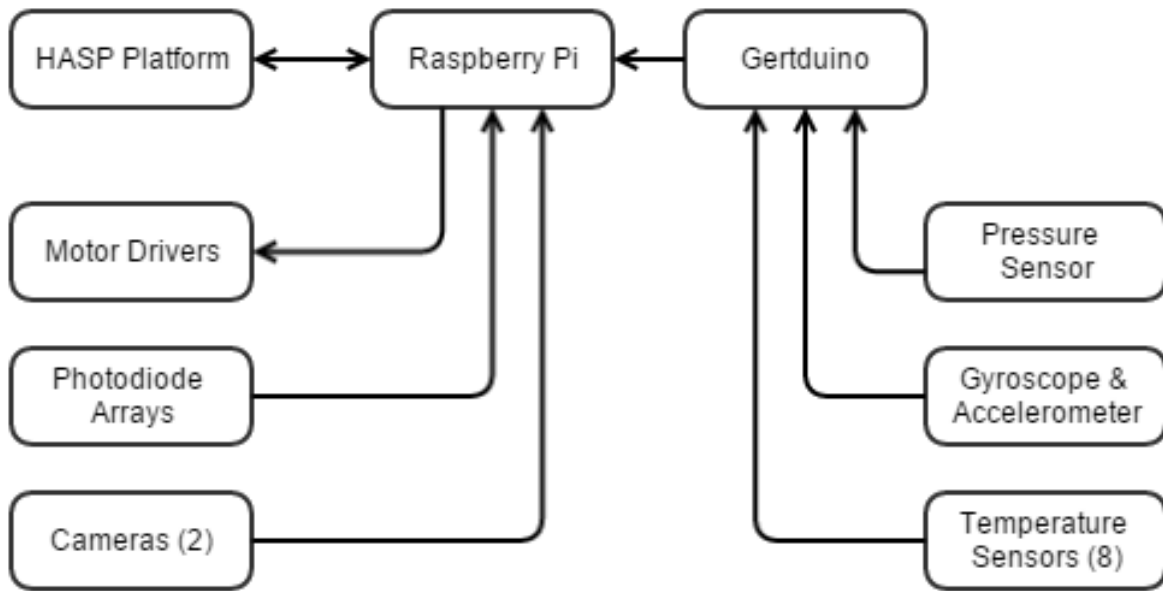 HASP Platform
Raspberry Pi
Gertduino
Motor Drivers
Pressure
Sensor
Photodiode
Arrays
Gyroscope &
Accelerometer
Cameras (2)
Temperature
Sensors (8)